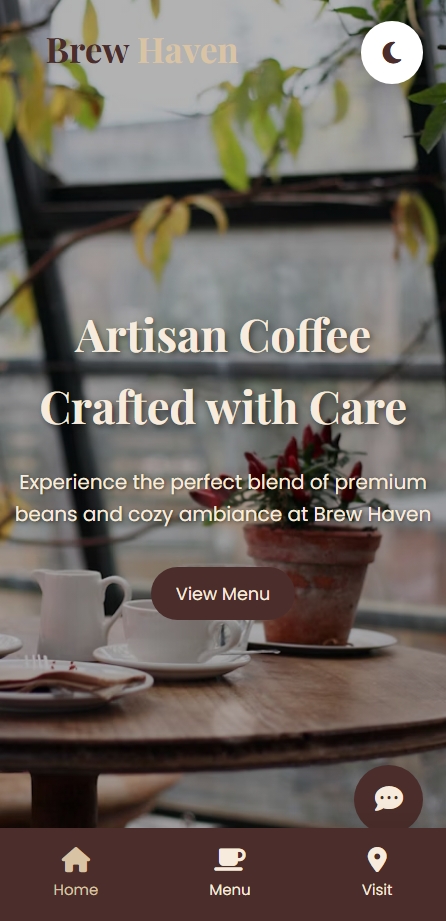 Brew Haven
Artisan Coffee
Crafted with Care
Experience the perfect blend of premium
beans and cozy ambiance at Brew Haven
View Menu
Home Menu Visit